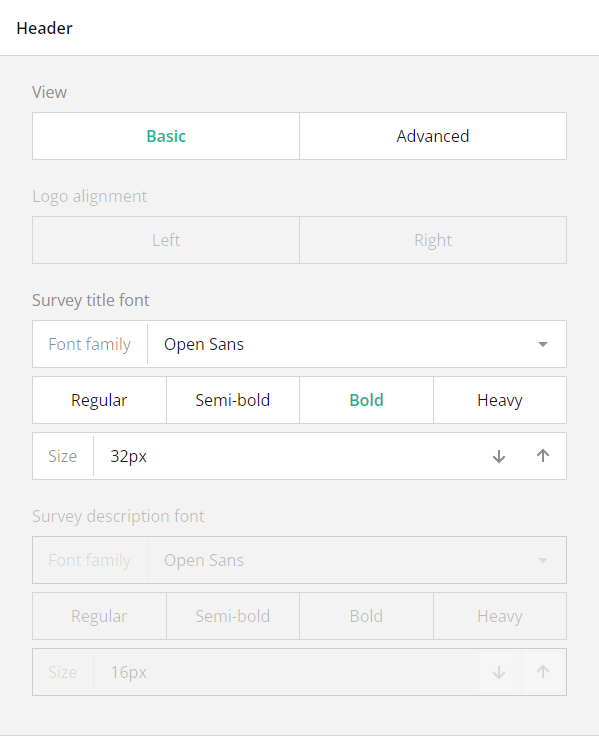 Header
View
Basic Advanced
Logo alignment
Left Right
Survey title font
Font family Open Sans
Regular Semi-bold Bold Heavy
Size 32px
Survey description font
Font family Open Sans
Regular Semi-bold Bold Heavy
Size 16px